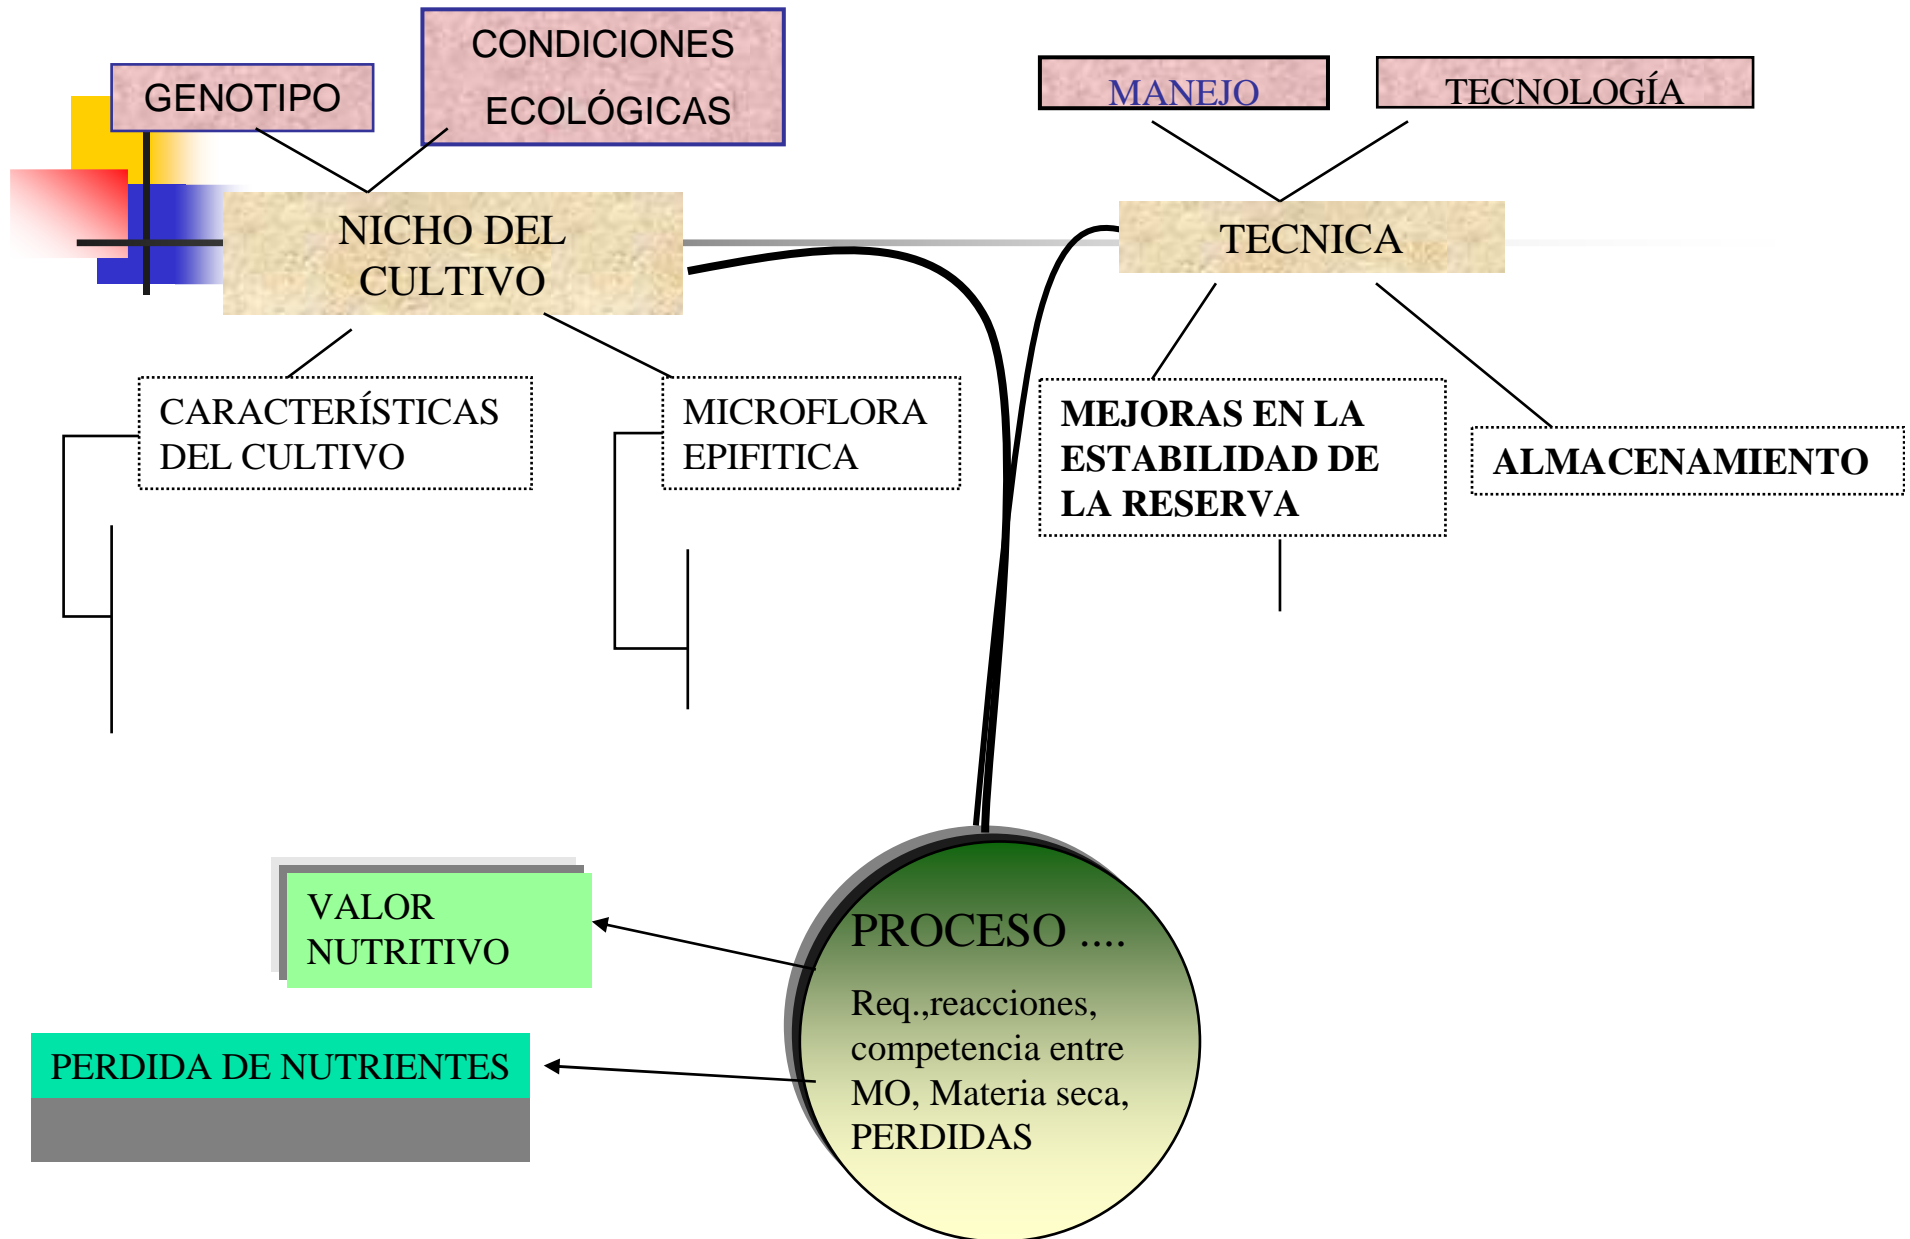 GENOTIPO
CONDICIONES
ECOLÓGICAS
MANEJO
TECNOLOGÍA
NICHO DEL
CULTIVO
TECNICA
CARACTERÍSTICAS
DEL CULTIVO
MICROFLORA
EPIFITICA
MEJORAS EN LA
ESTABILIDAD DE
LA RESERVA
ALMACENAMIENTO
VALOR
NUTRITIVO
PERDIDA DE NUTRIENTES
PROCESO ....
Req.,reacciones,
competencia entre
MO, Materia seca,
PERDIDAS